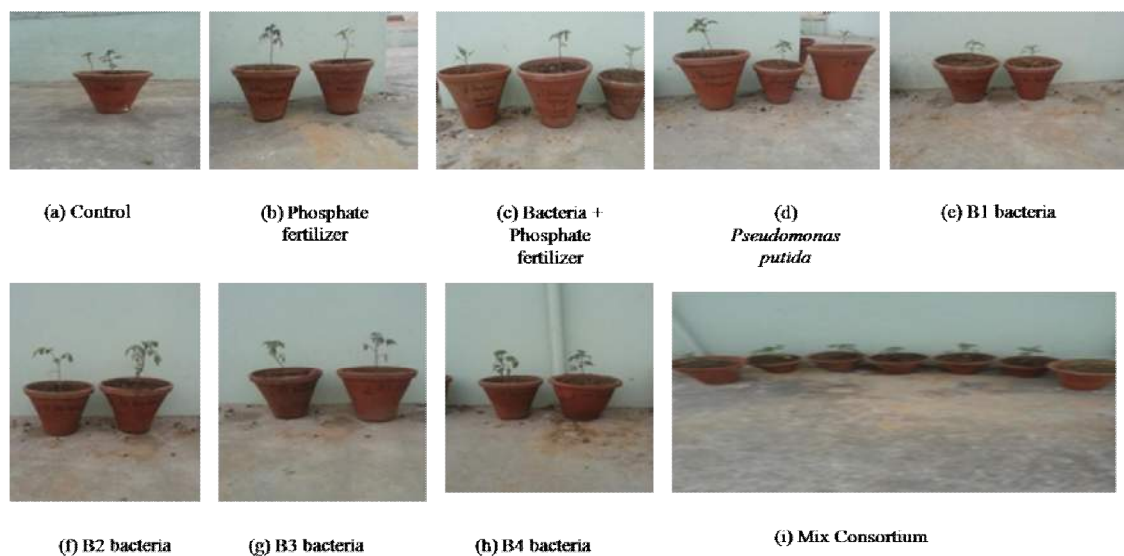 (a) Control
(b) Phosphate
fertilizer
(c) Bacteria +
Phosphate
fertilizer
(d)
Pseudomonas
putida
(e) B1 bacteria
(f) B2 bacteria
(g) B3 bacteria
(h) B4 bacteria
(i) Mix Consortium